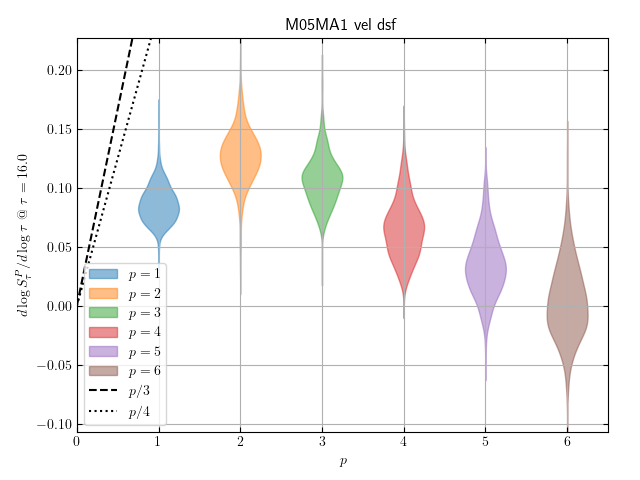 M05MA1 vel dsf
d log S_τ^P / d log τ @ τ = 16.0
0.20
0.15
0.10
0.05
0.00
−0.05
−0.10
p = 1
p = 2
p = 3
p = 4
p = 5
p = 6
p/3
p/4
0 1 2 3 4 5 6
p